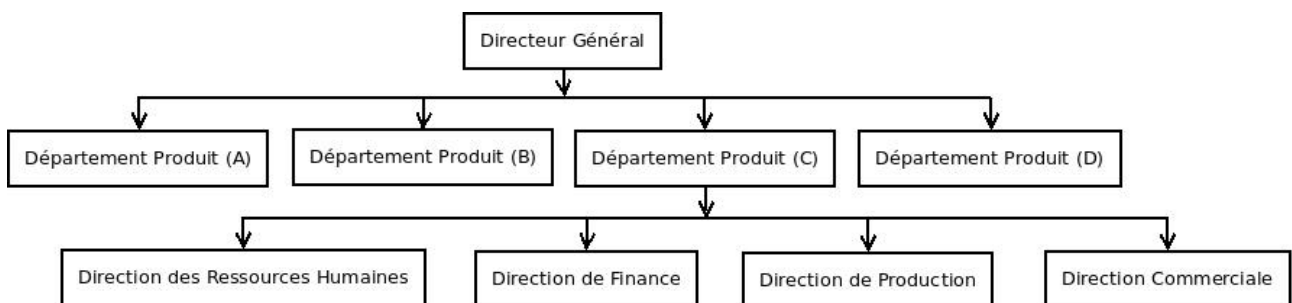 Directeur Général
Département Produit (A)
Département Produit (B)
Département Produit (C)
Département Produit (D)
Direction des Ressources Humaines
Direction de Finance
Direction de Production
Direction Commerciale